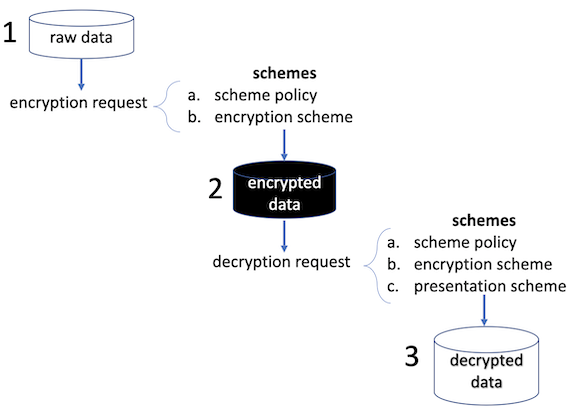 1
raw data
encryption request
schemes
a. scheme policy
b. encryption scheme
2
encrypted
data
decryption request
schemes
a. scheme policy
b. encryption scheme
c. presentation scheme
3
decrypted
data